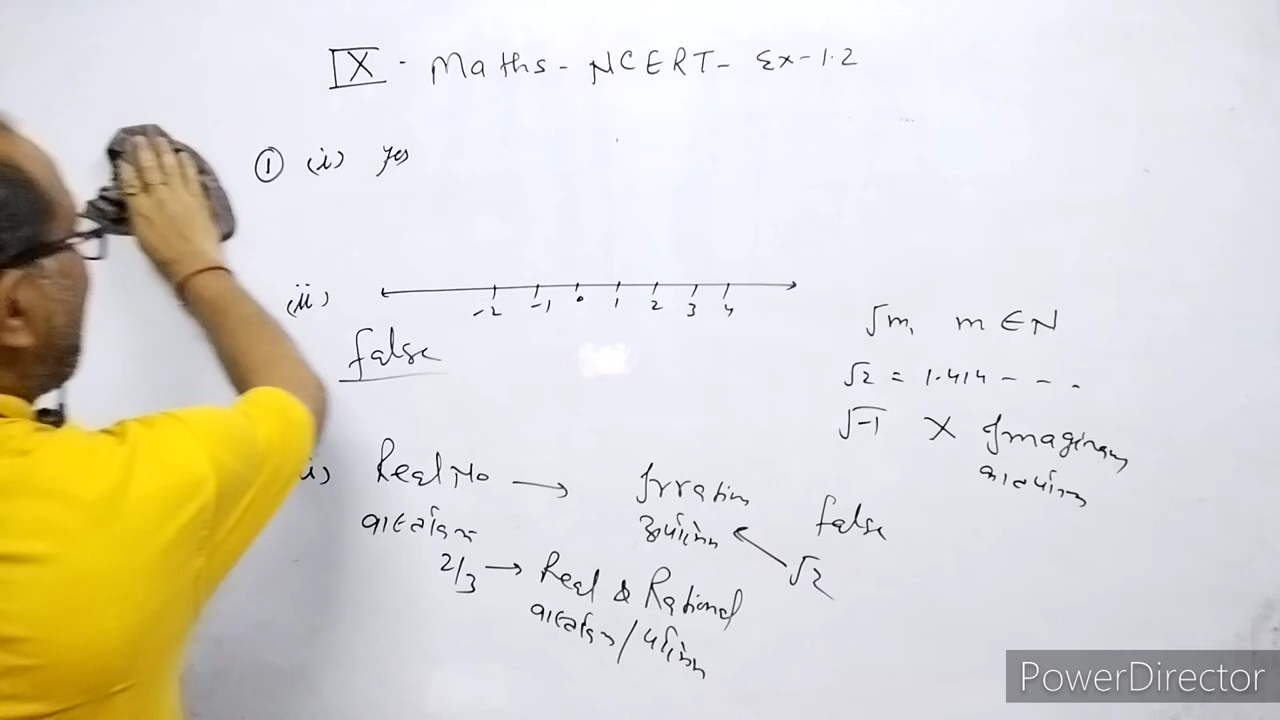 IX - Maths - NCERT - Ex-1.2
① (i) Yes
(ii) -2 -1 0 1 2 3 4
False
√m, m ∈ N
√2 = 1.414 - - -
√-1 X Imaginary
i) Real No → Irration
False
√2
2/3 → Real & Rational
PowerDirector